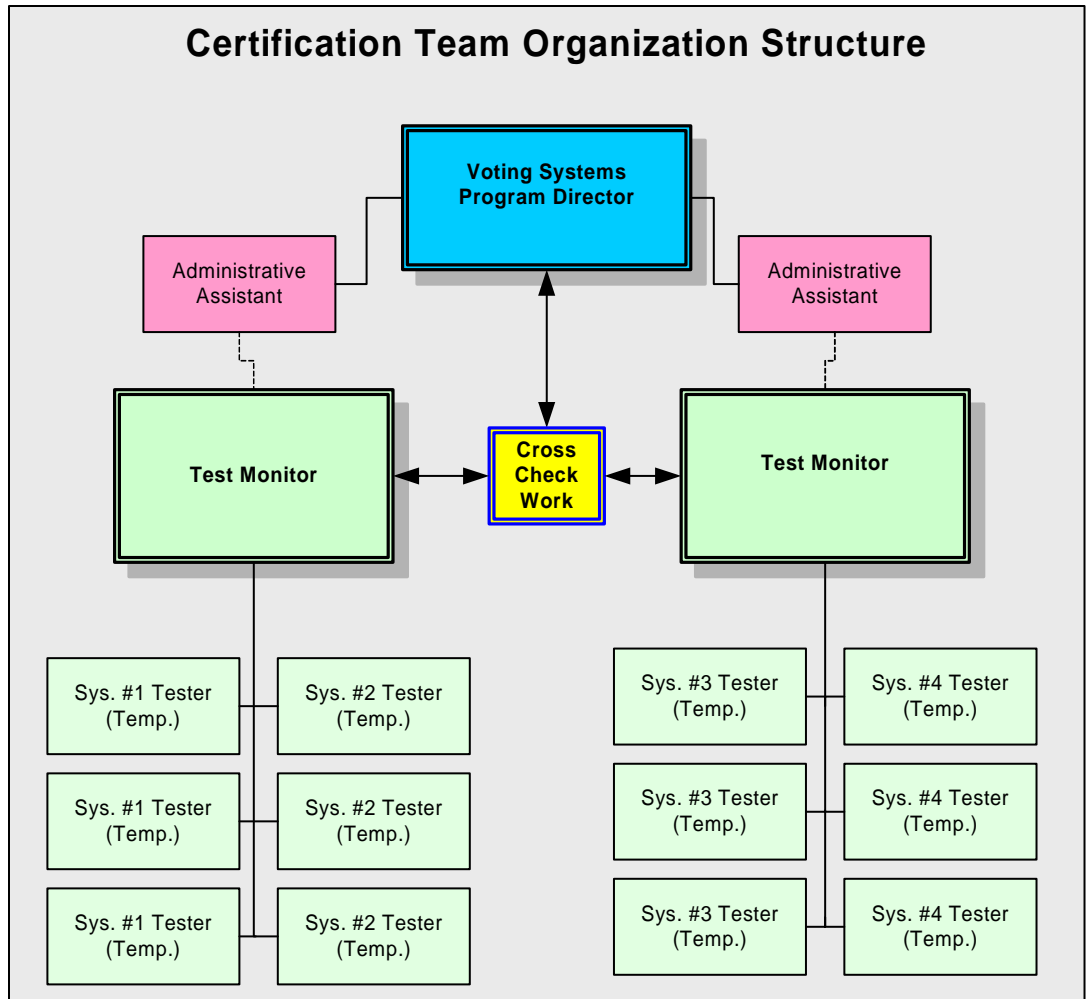 Certification Team Organization Structure
Voting Systems
Program Director
Administrative
Assistant
Administrative
Assistant
Test Monitor
Cross
Check
Work
Test Monitor
Sys. #1 Tester
(Temp.)
Sys. #2 Tester
(Temp.)
Sys. #3 Tester
(Temp.)
Sys. #4 Tester
(Temp.)
Sys. #1 Tester
(Temp.)
Sys. #2 Tester
(Temp.)
Sys. #3 Tester
(Temp.)
Sys. #4 Tester
(Temp.)
Sys. #1 Tester
(Temp.)
Sys. #2 Tester
(Temp.)
Sys. #3 Tester
(Temp.)
Sys. #4 Tester
(Temp.)